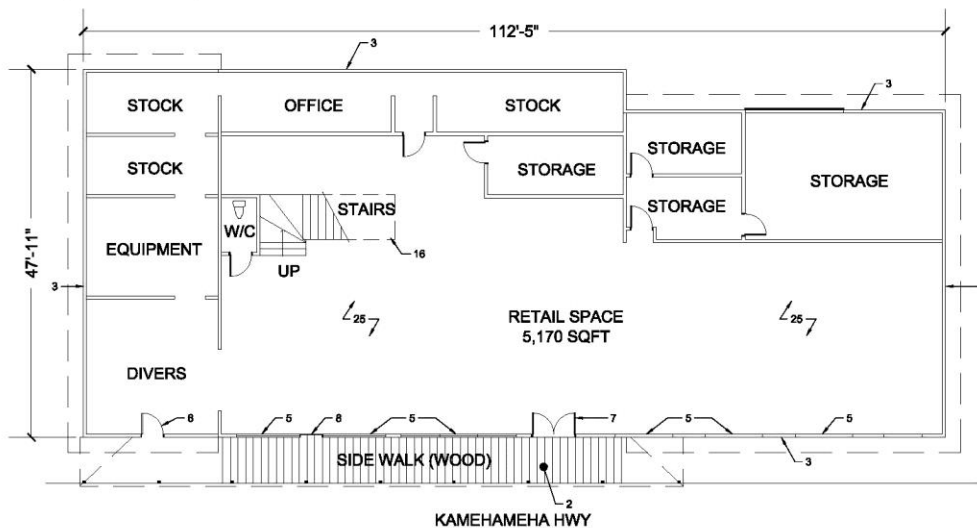 112'-5"
3
3
STOCK
OFFICE
STOCK
STORAGE
STORAGE
STORAGE
STOCK
STORAGE
STAIRS
W/C
EQUIPMENT
UP
16
47'-11"
3
25
RETAIL SPACE
5,170 SQFT
25
DIVERS
6
5
8
5
7
5
5
3
SIDE WALK (WOOD)
2
KAMEHAMEHA HWY